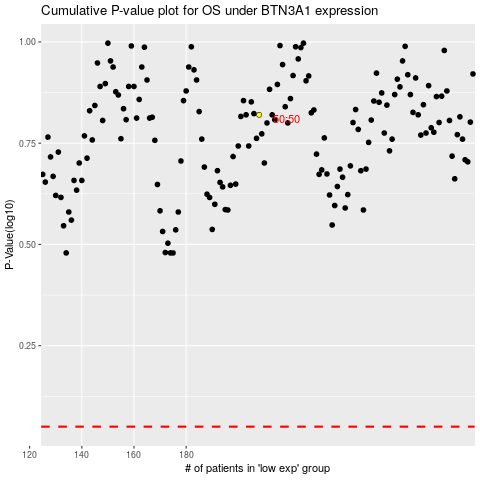 Cumulative P-value plot for OS under BTN3A1 expression
P-Value(log10)
1.00
0.75
0.50
0.25
50:50
120 140 160 180
# of patients in 'low exp' group